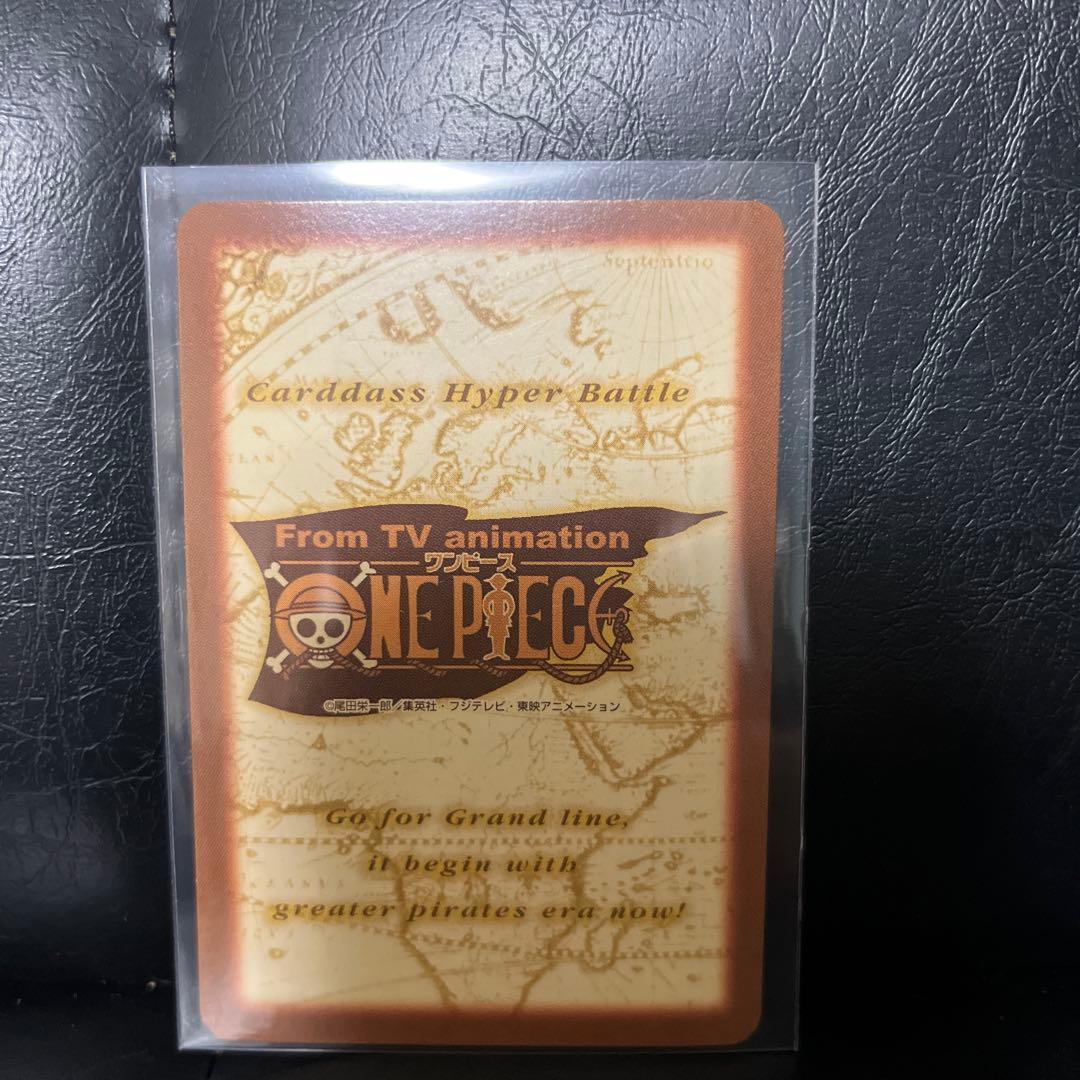 Septentrio
Carddass Hyper Battle
From TV animation
ワンピース
ONE PIECE
©尾田栄一郎／集英社・フジテレビ・東映アニメーション
Go for Grand line,
it begin with
greater pirates era now!